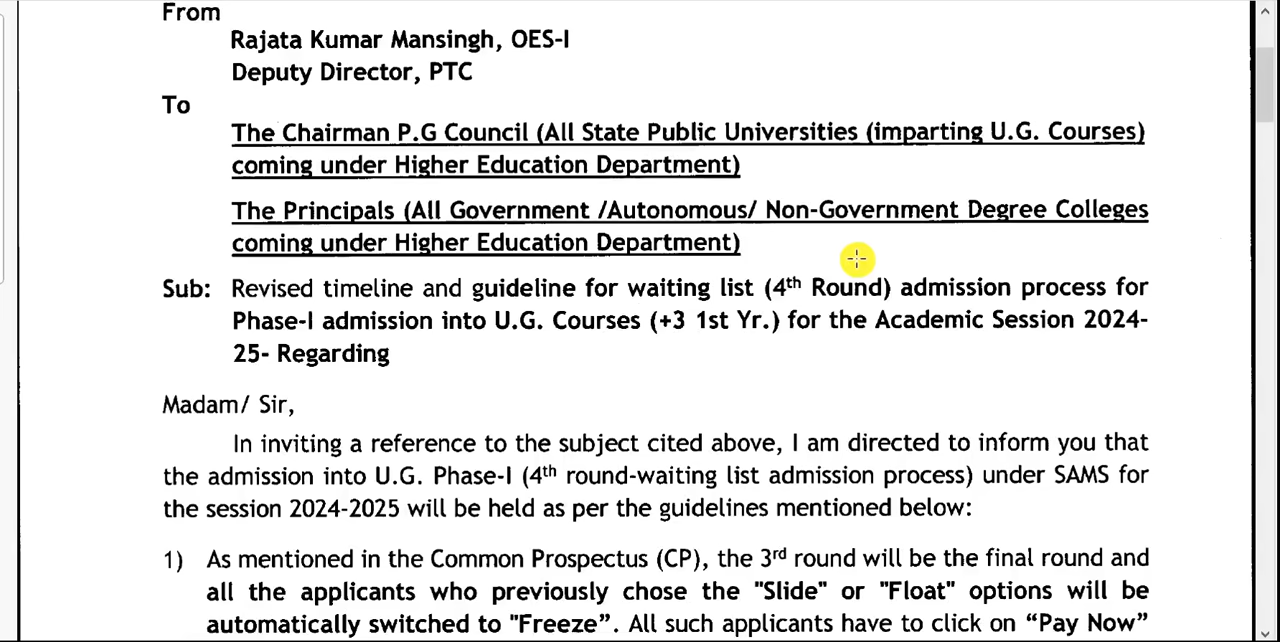 From
Rajata Kumar Mansingh, OES-I
Deputy Director, PTC
To
The Chairman P.G Council (All State Public Universities (imparting U.G. Courses)
coming under Higher Education Department)
The Principals (All Government /Autonomous/ Non-Government Degree Colleges
coming under Higher Education Department)
Sub: Revised timeline and guideline for waiting list (4th Round) admission process for
Phase-I admission into U.G. Courses (+3 1st Yr.) for the Academic Session 2024-
25- Regarding
Madam/ Sir,
In inviting a reference to the subject cited above, I am directed to inform you that
the admission into U.G. Phase-I (4th round-waiting list admission process) under SAMS for
the session 2024-2025 will be held as per the guidelines mentioned below:
1) As mentioned in the Common Prospectus (CP), the 3rd round will be the final round and
all the applicants who previously chose the "Slide" or "Float" options will be
automatically switched to "Freeze”. All such applicants have to click on “Pay Now”